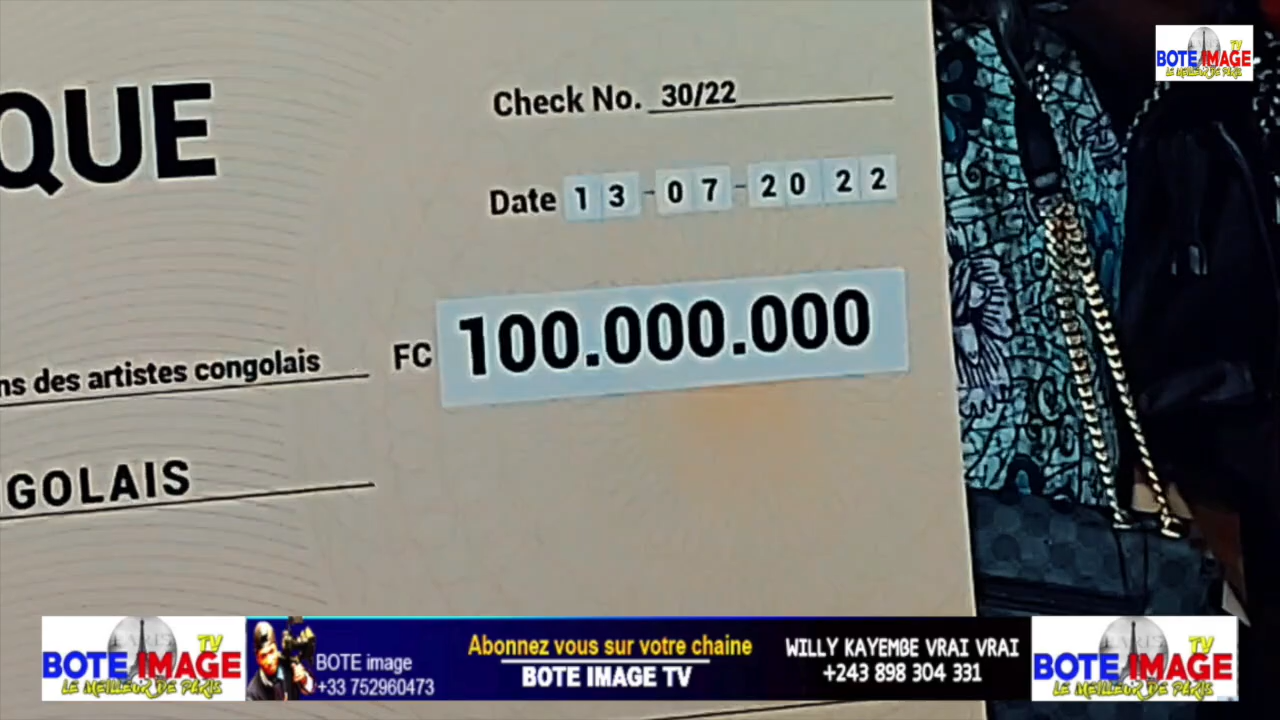 BOTE IMAGE TV
LE MEILLEUR DE PARIS
QUE
Check No. 30/22
Date 13-07-2022
ns des artistes congolais
FC 100.000.000
GOLAIS
BOTE IMAGE TV
LE MEILLEUR DE PARIS
BOTE image
+33 752960473
Abonnez vous sur votre chaine
BOTE IMAGE TV
WILLY KAYEMBE VRAI VRAI
+243 898 304 331
BOTE IMAGE TV
LE MEILLEUR DE PARIS